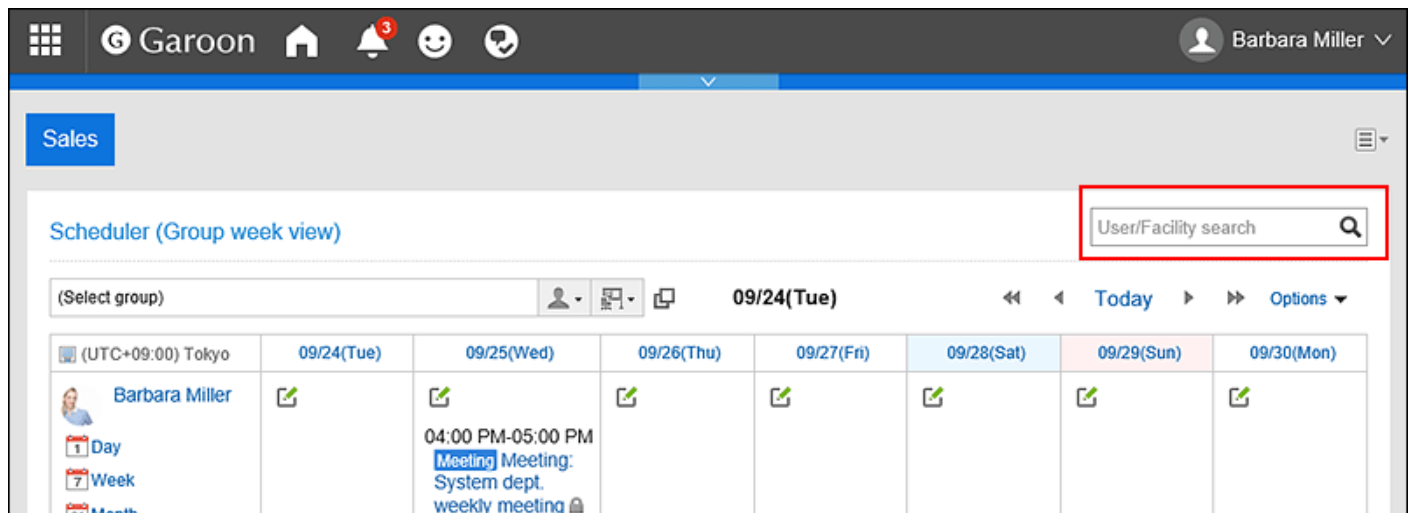 G Garoon 3 Barbara Miller
Sales
Scheduler (Group week view) User/Facility search
(Select group) 09/24(Tue) Today Options
(UTC+09:00) Tokyo 09/24(Tue) 09/25(Wed) 09/26(Thu) 09/27(Fri) 09/28(Sat) 09/29(Sun) 09/30(Mon)
Barbara Miller
04:00 PM-05:00 PM
1 Day
Meeting Meeting:
7 Week
System dept.
Month
weekly meeting